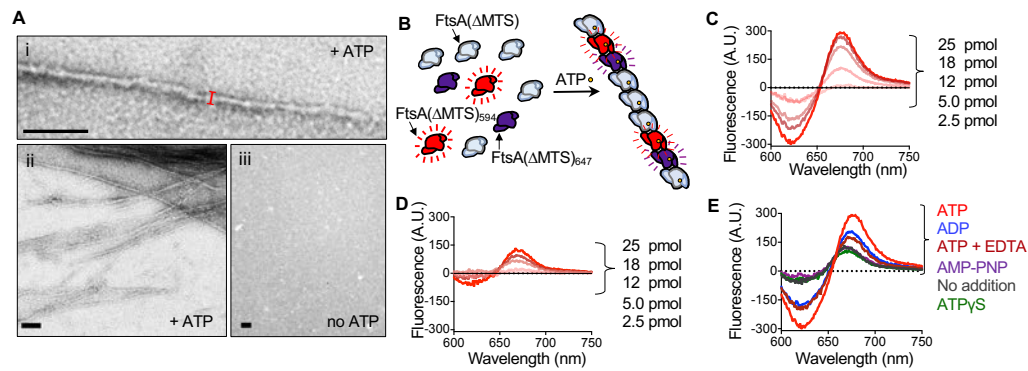 A
i
+ ATP
ii
+ ATP
iii
no ATP
B
FtsA(ΔMTS)
ATP
FtsA(ΔMTS)594
FtsA(ΔMTS)647
C
Fluorescence (A.U.)
300
150
0
-150
-300
600
650
700
750
Wavelength (nm)
25 pmol
18 pmol
12 pmol
5.0 pmol
2.5 pmol
D
Fluorescence (A.U.)
300
150
0
-150
-300
600
650
700
750
Wavelength (nm)
25 pmol
18 pmol
12 pmol
5.0 pmol
2.5 pmol
E
Fluorescence (A.U.)
300
150
0
-150
-300
600
650
700
750
Wavelength (nm)
ATP
ADP
ATP + EDTA
AMP-PNP
No addition
ATPγS